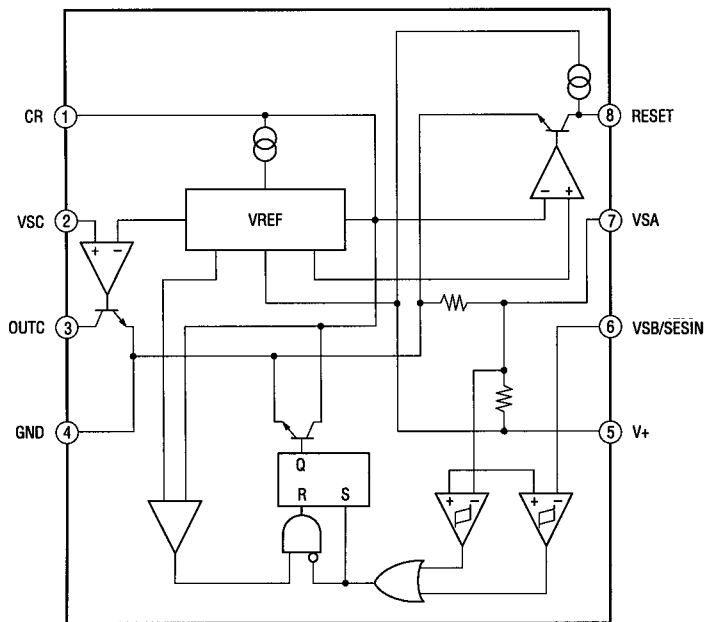 CR 1
8 RESET
VSC 2
VREF
- +
7 VSA
+ -
OUTC 3
6 VSB/SESIN
GND 4
5 V+
Q
R S
+ - + -